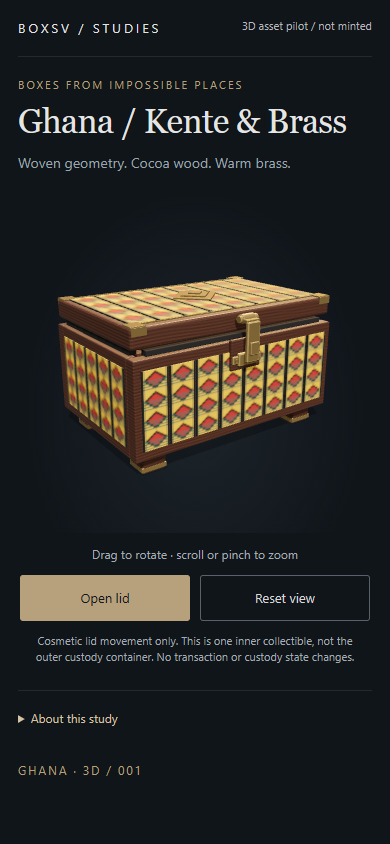 BOXSV / STUDIES
3D asset pilot / not minted
BOXES FROM IMPOSSIBLE PLACES
Ghana / Kente & Brass
Woven geometry. Cocoa wood. Warm brass.
Drag to rotate · scroll or pinch to zoom
Open lid
Reset view
Cosmetic lid movement only. This is one inner collectible, not the
outer custody container. No transaction or custody state changes.
About this study
GHANA · 3D / 001